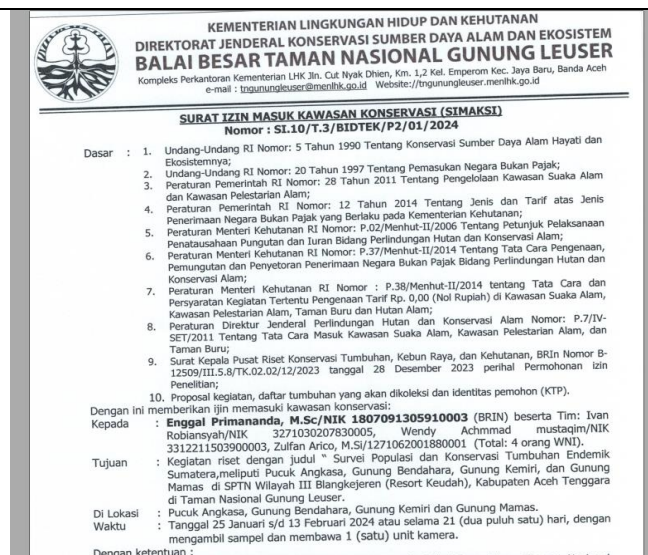 KEMENTERIAN LINGKUNGAN HIDUP DAN KEHUTANAN
DIREKTORAT JENDERAL KONSERVASI SUMBER DAYA ALAM DAN EKOSISTEM
BALAI BESAR TAMAN NASIONAL GUNUNG LEUSER
Kompleks Perkantoran Kementerian LHK Jln. Cut Nyak Dhien, Km. 1,2 Kel. Emperom Kec. Jaya Baru, Banda Aceh
e-mail : tngunungleuser@menlhk.go.id Website://tngunungleuser.menlhk.go.id
SURAT IZIN MASUK KAWASAN KONSERVASI (SIMAKSI)
Nomor : SI.10/T.3/BIDTEK/P2/01/2024
Dasar : 1. Undang-Undang RI Nomor: 5 Tahun 1990 Tentang Konservasi Sumber Daya Alam Hayati dan
Ekosistemnya;
2. Undang-Undang RI Nomor: 20 Tahun 1997 Tentang Pemasukan Negara Bukan Pajak;
3. Peraturan Pemerintah RI Nomor: 28 Tahun 2011 Tentang Pengelolaan Kawasan Suaka Alam
dan Kawasan Pelestarian Alam;
4. Peraturan Pemerintah RI Nomor: 12 Tahun 2014 Tentang Jenis dan Tarif atas Jenis
Penerimaan Negara Bukan Pajak yang Berlaku pada Kementerian Kehutanan;
5. Peraturan Menteri Kehutanan RI Nomor: P.02/Menhut-II/2006 Tentang Petunjuk Pelaksanaan
Penatausahaan Pungutan dan Iuran Bidang Perlindungan Hutan dan Konservasi Alam;
6. Peraturan Menteri Kehutanan RI Nomor: P.37/Menhut-II/2014 Tentang Tata Cara Pengenaan,
Pemungutan dan Penyetoran Penerimaan Negara Bukan Pajak Bidang Perlindungan Hutan dan
Konservasi Alam;
7. Peraturan Menteri Kehutanan RI Nomor : P.38/Menhut-II/2014 tentang Tata Cara dan
Persyaratan Kegiatan Tertentu Pengenaan Tarif Rp. 0,00 (Nol Rupiah) di Kawasan Suaka Alam,
Kawasan Pelestarian Alam, Taman Buru dan Hutan Alam;
8. Peraturan Direktur Jenderal Perlindungan Hutan dan Konservasi Alam Nomor: P.7/IV-
SET/2011 Tentang Tata Cara Masuk Kawasan Suaka Alam, Kawasan Pelestarian Alam, dan
Taman Buru;
9. Surat Kepala Pusat Riset Konservasi Tumbuhan, Kebun Raya, dan Kehutanan, BRIn Nomor B-
12509/III.5.8/TK.02.02/12/2023 tanggal 28 Desember 2023 perihal Permohonan izin
Penelitian;
10. Proposal kegiatan, daftar tumbuhan yang akan dikoleksi dan identitas pemohon (KTP).
Dengan ini memberikan ijin memasuki kawasan konservasi:
Kepada : Enggal Primananda, M.Sc/NIK 1807091305910003 (BRIN) beserta Tim: Ivan
Robiansyah/NIK 3271030207830005, Wendy Achmmad mustaqim/NIK
3312211503900003, Zulfan Arico, M.Si/1271062001880001 (Total: 4 orang WNI).
Tujuan : Kegiatan riset dengan judul " Survei Populasi dan Konservasi Tumbuhan Endemik
Sumatera,meliputi Pucuk Angkasa, Gunung Bendahara, Gunung Kemiri, dan Gunung
Mamas di SPTN Wilayah III Blangkejeren (Resort Keudah), Kabupaten Aceh Tenggara
di Taman Nasional Gunung Leuser.
Di Lokasi : Pucuk Angkasa, Gunung Bendahara, Gunung Kemiri dan Gunung Mamas.
Waktu : Tanggal 25 Januari s/d 13 Februari 2024 atau selama 21 (dua puluh satu) hari, dengan
mengambil sampel dan membawa 1 (satu) unit kamera.
Dengan ketentuan :